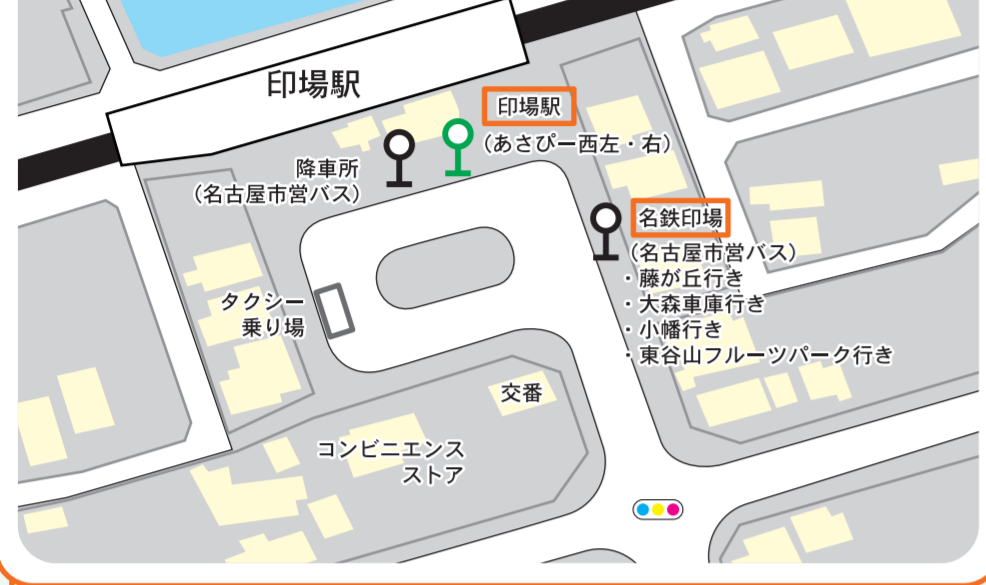 印場駅
印場駅
(あさぴー西左・右)
降車所
(名古屋市営バス)
名鉄印場
(名古屋市営バス)
・藤が丘行き
・大森車庫行き
・小幡行き
・東谷山フルーツパーク行き
タクシー
乗り場
交番
コンビニエンス
ストア